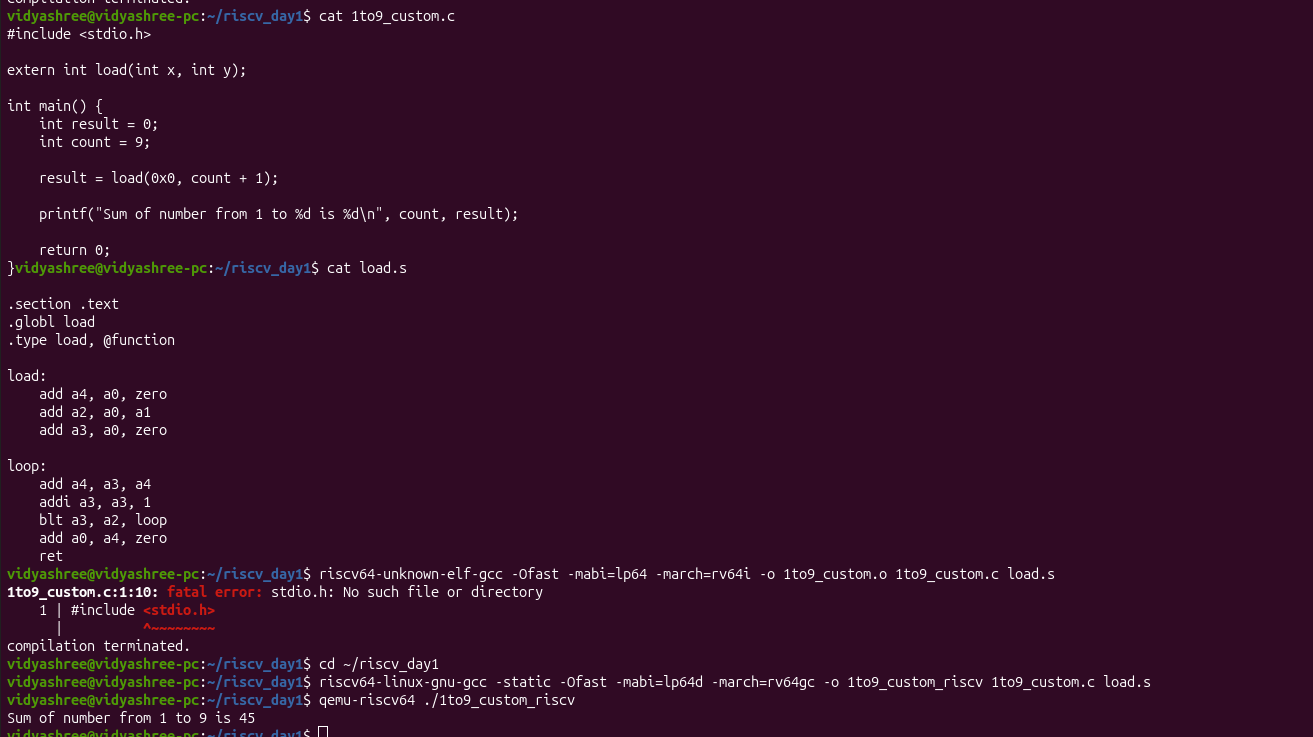 compilation terminated.
vidyashree@vidyashree-pc:~/riscv_day1$ cat 1to9_custom.c
#include <stdio.h>

extern int load(int x, int y);

int main() {
    int result = 0;
    int count = 9;

    result = load(0x0, count + 1);

    printf("Sum of number from 1 to %d is %d\n", count, result);

    return 0;
}vidyashree@vidyashree-pc:~/riscv_day1$ cat load.s

.section .text
.globl load
.type load, @function

load:
    add a4, a0, zero
    add a2, a0, a1
    add a3, a0, zero

loop:
    add a4, a3, a4
    addi a3, a3, 1
    blt a3, a2, loop
    add a0, a4, zero
    ret
vidyashree@vidyashree-pc:~/riscv_day1$ riscv64-unknown-elf-gcc -Ofast -mabi=lp64 -march=rv64i -o 1to9_custom.o 1to9_custom.c load.s
1to9_custom.c:1:10: fatal error: stdio.h: No such file or directory
    1 | #include <stdio.h>
      |          ^~~~~~~~~
compilation terminated.
vidyashree@vidyashree-pc:~/riscv_day1$ cd ~/riscv_day1
vidyashree@vidyashree-pc:~/riscv_day1$ riscv64-linux-gnu-gcc -static -Ofast -mabi=lp64d -march=rv64gc -o 1to9_custom_riscv 1to9_custom.c load.s
vidyashree@vidyashree-pc:~/riscv_day1$ qemu-riscv64 ./1to9_custom_riscv
Sum of number from 1 to 9 is 45
vidyashree@vidyashree-pc:~/riscv_day1$